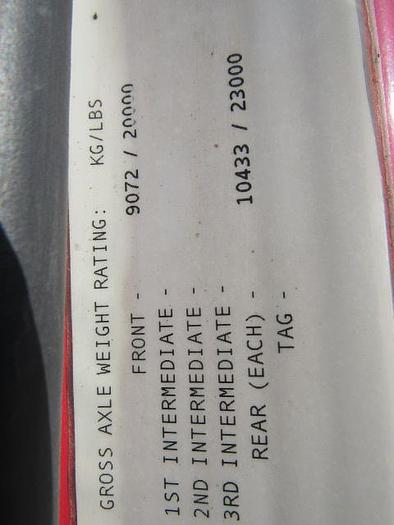 GROSS AXLE WEIGHT RATING: KG/LBS
FRONT - 9072 / 20000
1ST INTERMEDIATE -
2ND INTERMEDIATE -
3RD INTERMEDIATE -
REAR (EACH) - 10433 / 23000
TAG -